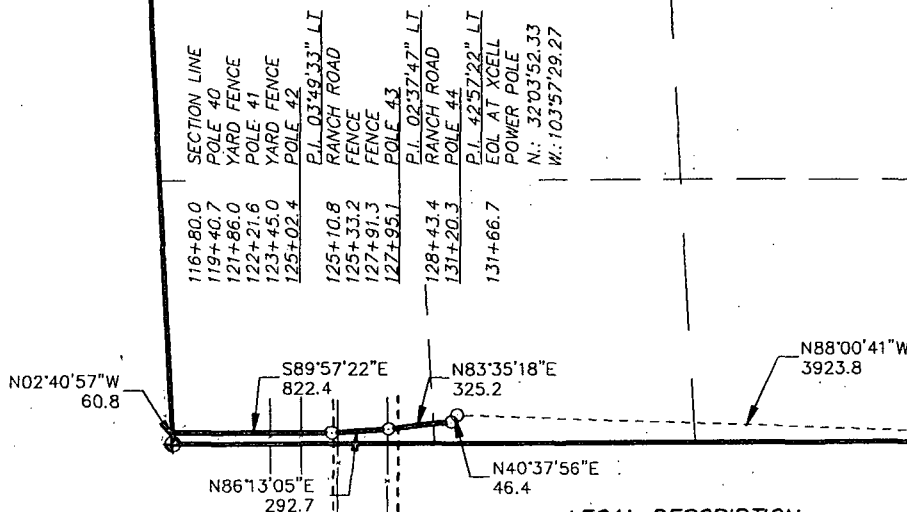 116+80.0 SECTION LINE
119+40.7 POLE 40
121+86.0 YARD FENCE
122+21.6 POLE 41
123+45.0 YARD FENCE
125+02.4 POLE 42
P.I. 03°49'33" LT
125+10.8 RANCH ROAD
125+33.2 FENCE
127+91.3 FENCE
127+95.1 POLE 43
P.I. 02°37'47" LT
128+43.4 RANCH ROAD
131+20.3 POLE 44
P.I. 42°57'22" LT
131+66.7 EOL AT XCELL
POWER POLE
N.: 32°03'52.33
W.: 103°57'29.27
N02°40'57"W
60.8
S89°57'22"E
822.4
N83°35'18"E
325.2
N88°00'41"W
3923.8
N86°13'05"E
292.7
N40°37'56"E
46.4
LEGAL DESCRIPTION